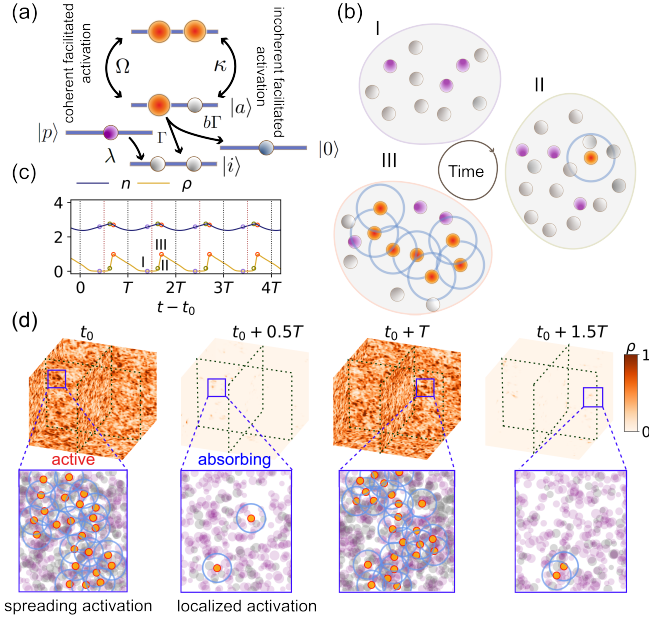 (a)
coherent facilitated
activation
Ω
κ
incoherent facilitated
activation
|a⟩
bΓ
|p⟩
Γ
λ
|i⟩
|0⟩
(b)
I
II
III
Time
(c)
n
ρ
4
2
0
I
II
III
0
T
2T
3T
4T
t − t₀
(d)
t₀
t₀ + 0.5T
t₀ + T
t₀ + 1.5T
ρ
1
0
active
absorbing
spreading activation
localized activation